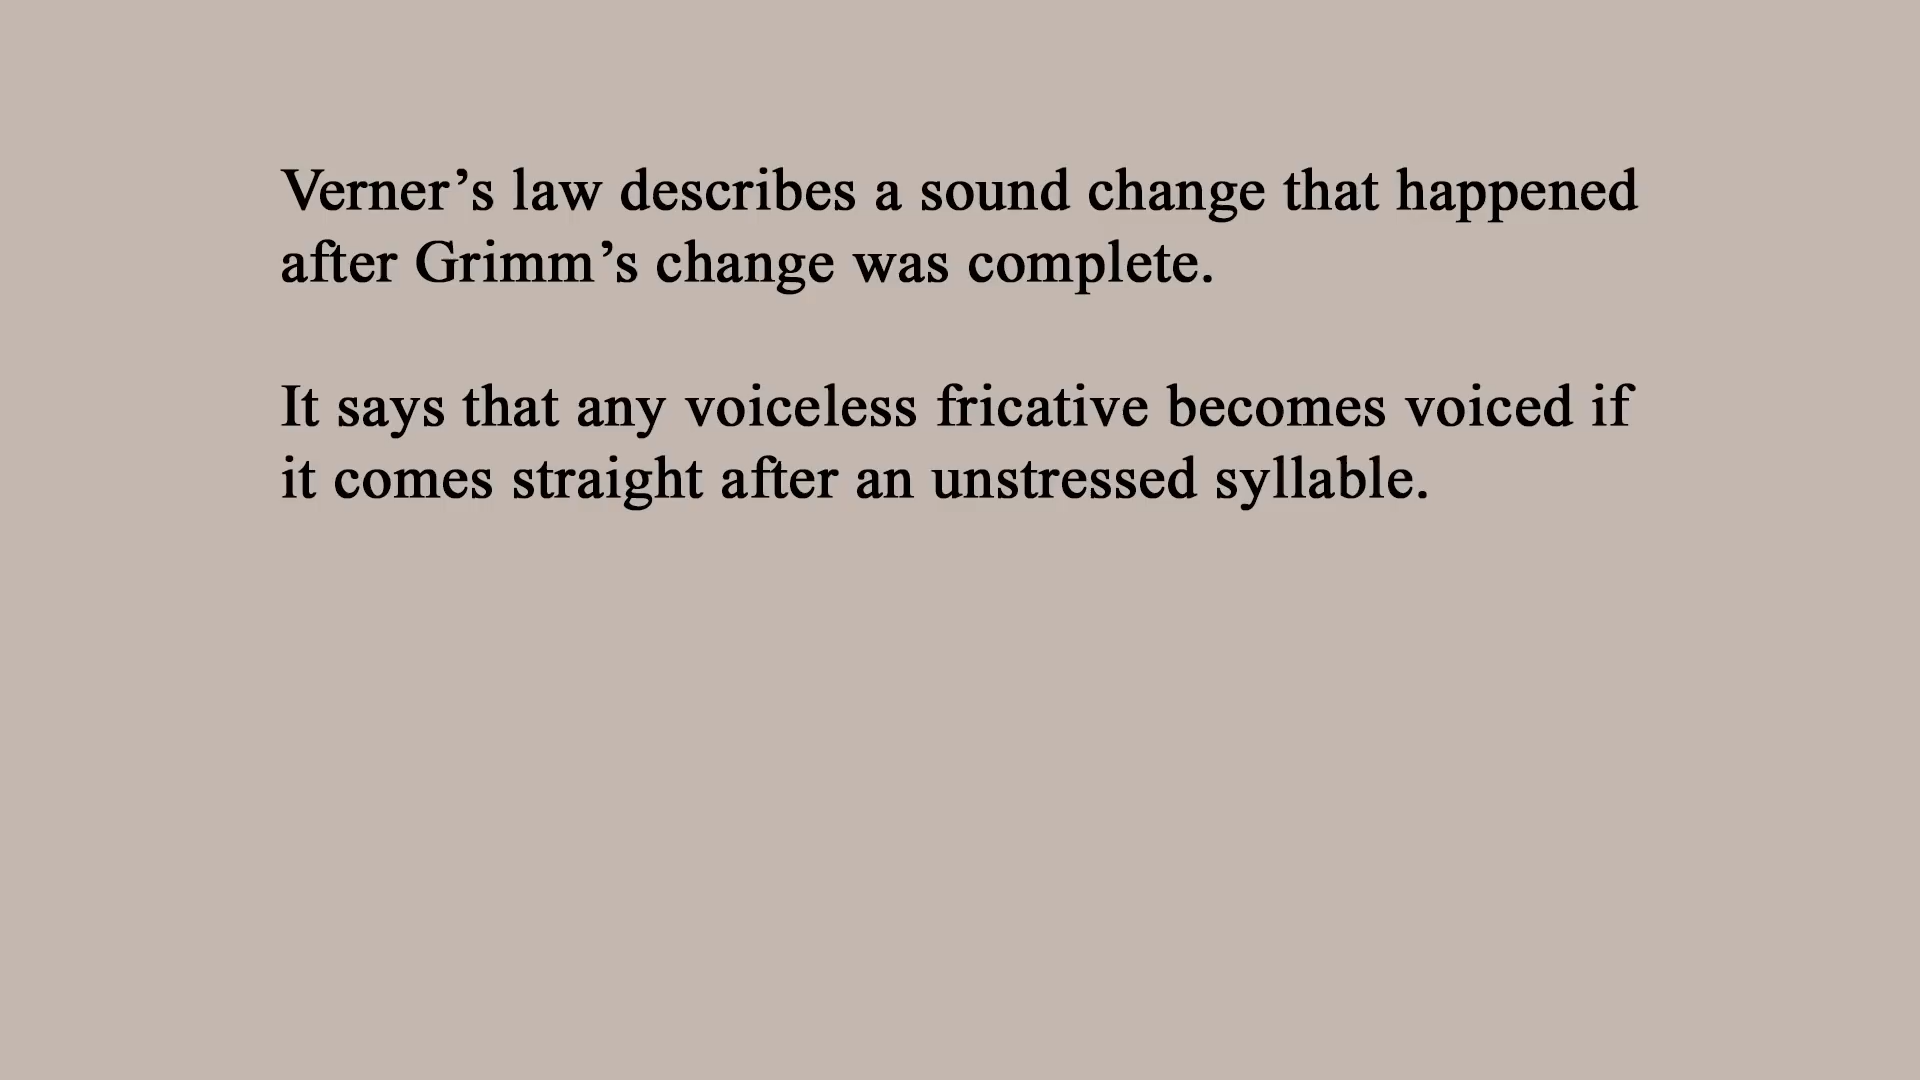 Verner’s law describes a sound change that happened
after Grimm’s change was complete.
It says that any voiceless fricative becomes voiced if
it comes straight after an unstressed syllable.